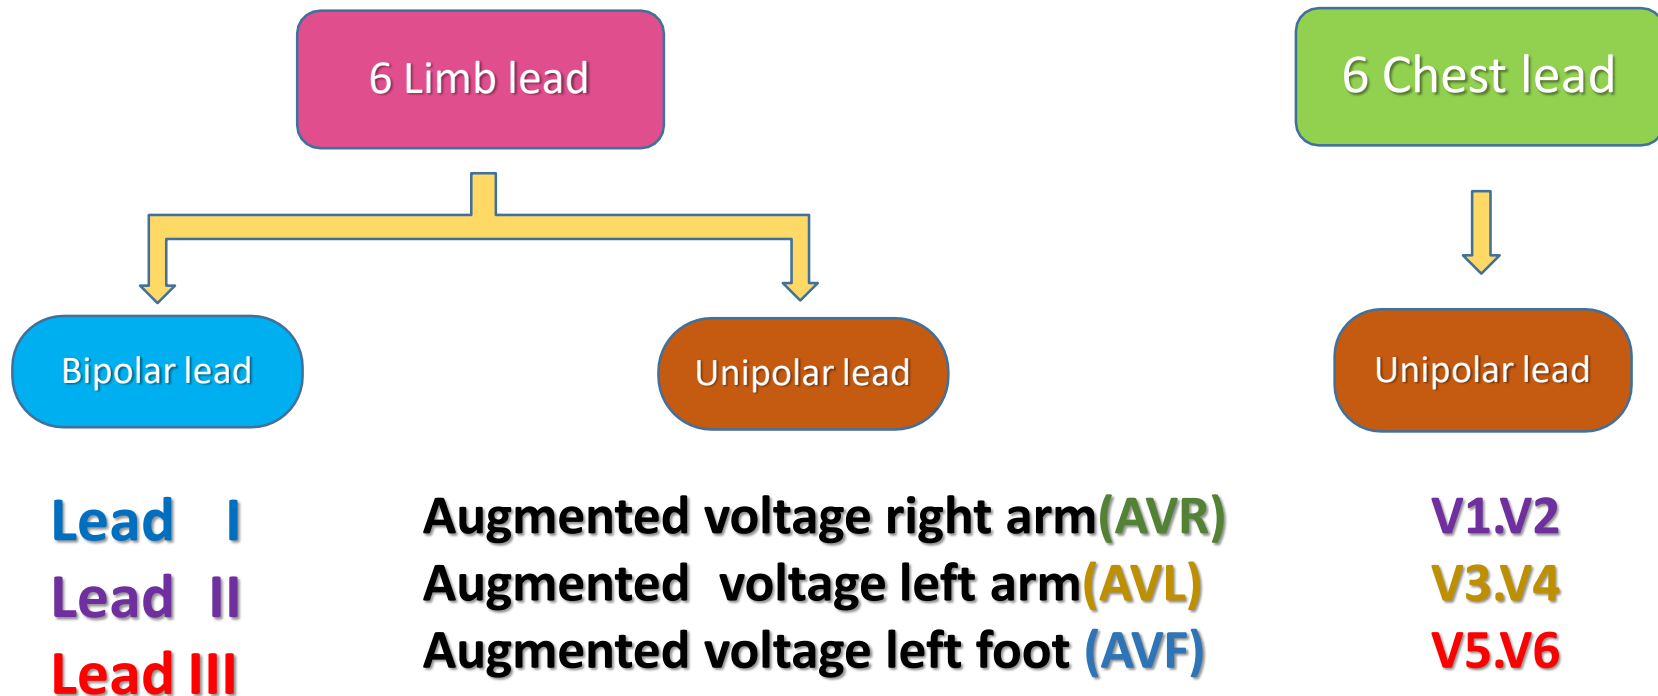 6 Limb lead
6 Chest lead
Bipolar lead
Unipolar lead
Unipolar lead
Lead I
Lead II
Lead III
Augmented voltage right arm(AVR)
Augmented voltage left arm(AVL)
Augmented voltage left foot (AVF)
V1.V2
V3.V4
V5.V6